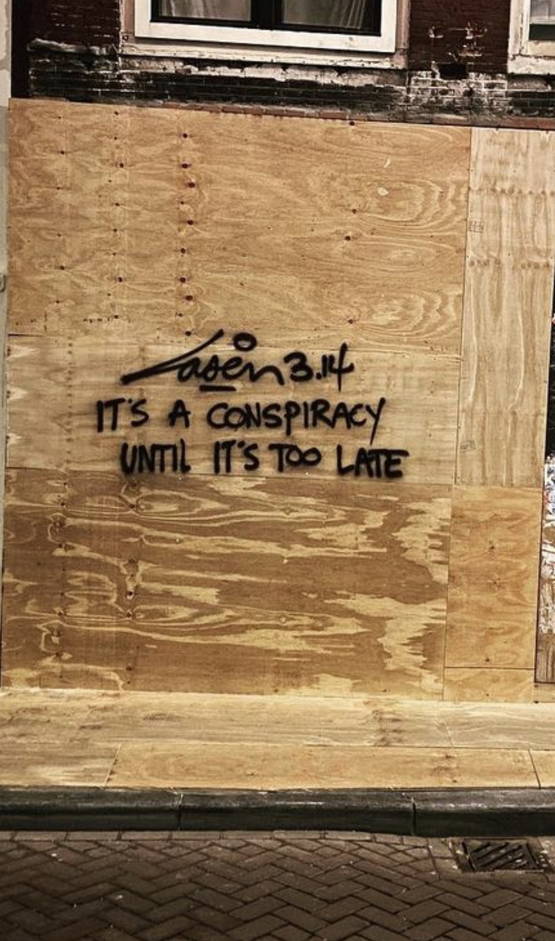 Laser 3.14
IT'S A CONSPIRACY
UNTIL IT'S TOO LATE